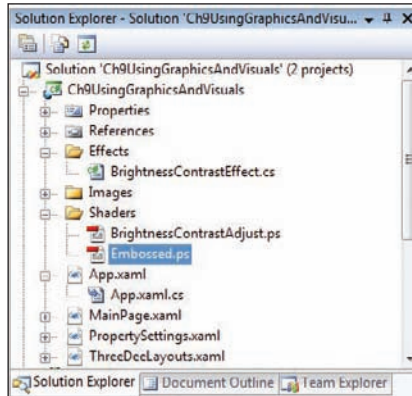 Solution Explorer - Solution 'Ch9UsingGraphicsAndVisu...
Solution 'Ch9UsingGraphicsAndVisuals' (2 projects)
Ch9UsingGraphicsAndVisuals
Properties
References
Effects
BrightnessContrastEffect.cs
Images
Shaders
BrightnessContrastAdjust.ps
Embossed.ps
App.xaml
App.xaml.cs
MainPage.xaml
PropertySettings.xaml
ThreeDeeLayouts.xaml
Solution Explorer Document Outline Team Explorer